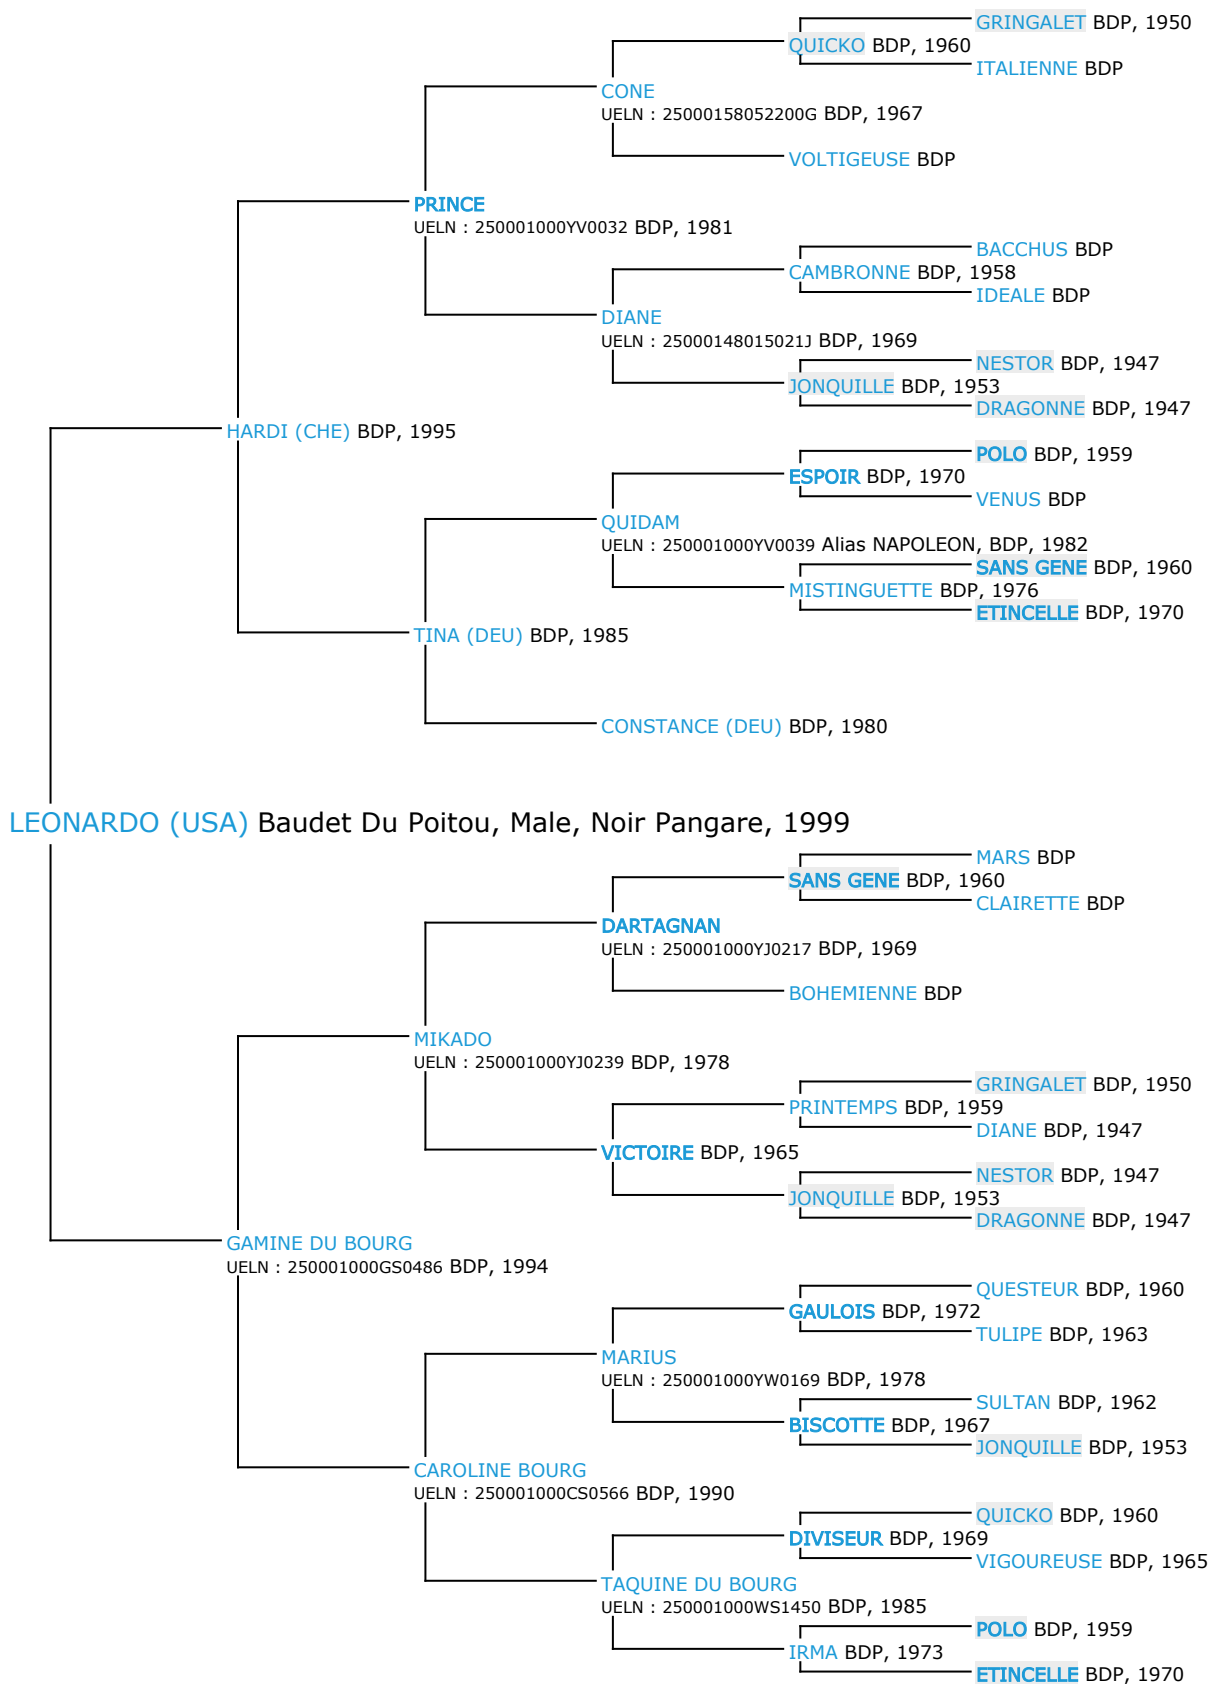 GRINGALET BDP, 1950
QUICKO BDP, 1960
ITALIENNE BDP
CONE
UELN : 25000158052200G BDP, 1967
VOLTIGEUSE BDP
PRINCE
UELN : 250001000YV0032 BDP, 1981
BACCHUS BDP
CAMBRONNE BDP, 1958
IDEALE BDP
DIANE
UELN : 25000148015021J BDP, 1969
NESTOR BDP, 1947
JONQUILLE BDP, 1953
DRAGONNE BDP, 1947
HARDI (CHE) BDP, 1995
POLO BDP, 1959
ESPOIR BDP, 1970
VENUS BDP
QUIDAM
UELN : 250001000YV0039 Alias NAPOLEON, BDP, 1982
SANS GENE BDP, 1960
MISTINGUETTE BDP, 1976
ETINCELLE BDP, 1970
TINA (DEU) BDP, 1985
CONSTANCE (DEU) BDP, 1980
LEONARDO (USA) Baudet Du Poitou, Male, Noir Pangare, 1999
MARS BDP
SANS GENE BDP, 1960
CLAIRETTE BDP
DARTAGNAN
UELN : 250001000YJ0217 BDP, 1969
BOHEMIENNE BDP
MIKADO
UELN : 250001000YJ0239 BDP, 1978
GRINGALET BDP, 1950
PRINTEMPS BDP, 1959
DIANE BDP, 1947
VICTOIRE BDP, 1965
NESTOR BDP, 1947
JONQUILLE BDP, 1953
DRAGONNE BDP, 1947
GAMINE DU BOURG
UELN : 250001000GS0486 BDP, 1994
QUESTEUR BDP, 1960
GAULOIS BDP, 1972
TULIPE BDP, 1963
MARIUS
UELN : 250001000YW0169 BDP, 1978
SULTAN BDP, 1962
BISCOTTE BDP, 1967
JONQUILLE BDP, 1953
CAROLINE BOURG
UELN : 250001000CS0566 BDP, 1990
QUICKO BDP, 1960
DIVISEUR BDP, 1969
VIGOUREUSE BDP, 1965
TAQUINE DU BOURG
UELN : 250001000WS1450 BDP, 1985
POLO BDP, 1959
IRMA BDP, 1973
ETINCELLE BDP, 1970